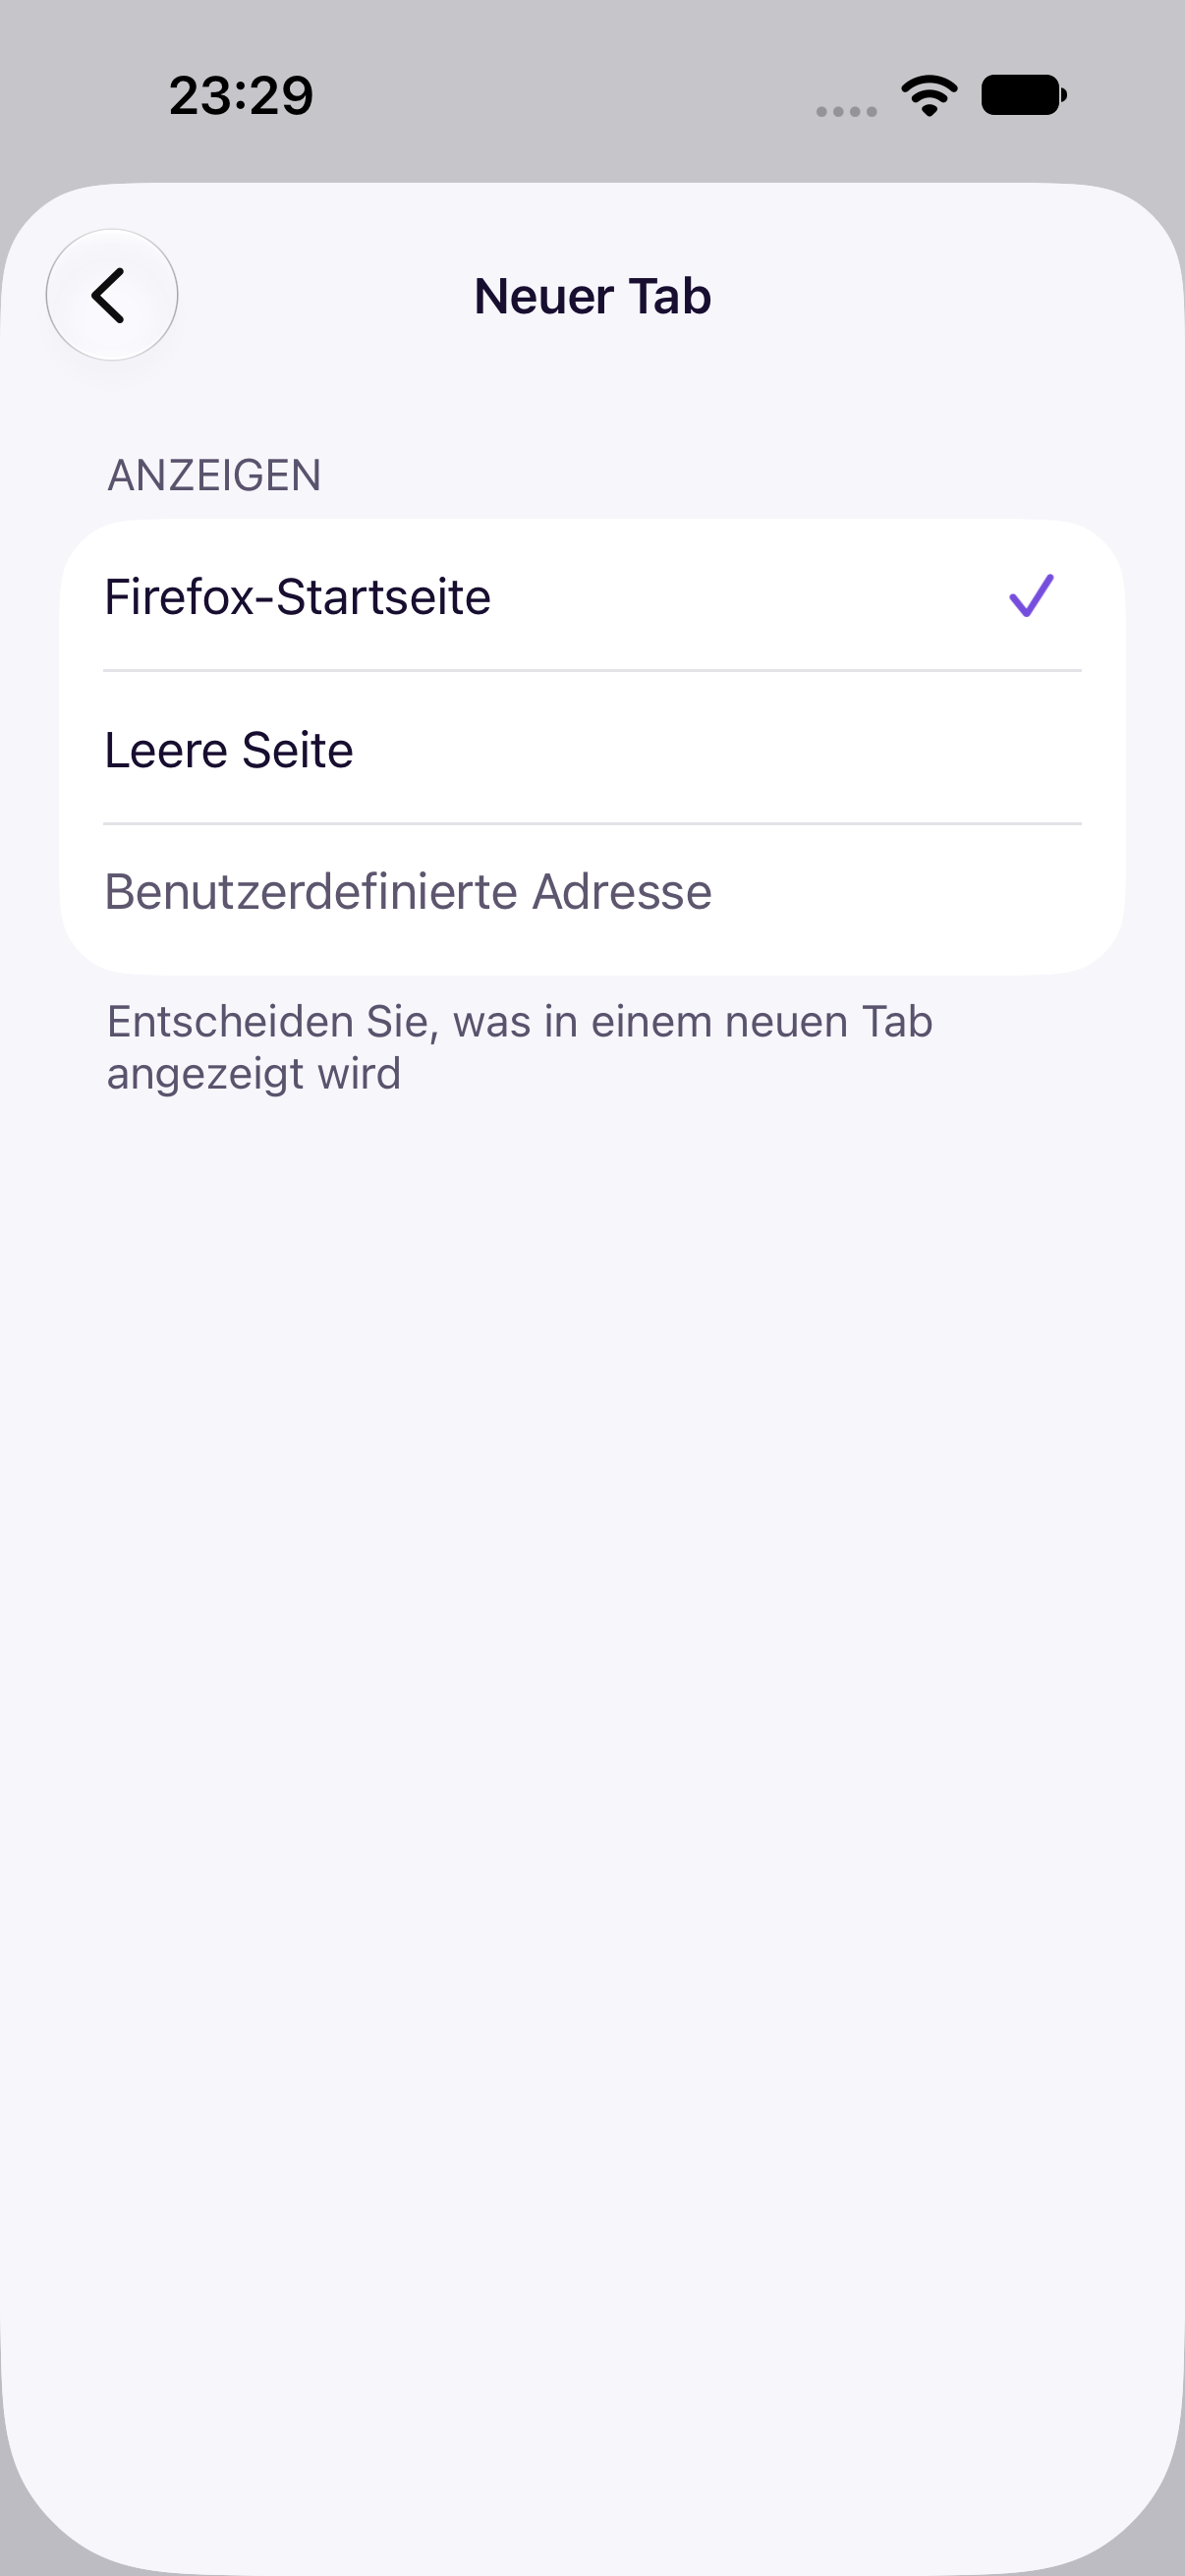 23:29
Neuer Tab
ANZEIGEN
Firefox-Startseite
Leere Seite
Benutzerdefinierte Adresse
Entscheiden Sie, was in einem neuen Tab
angezeigt wird